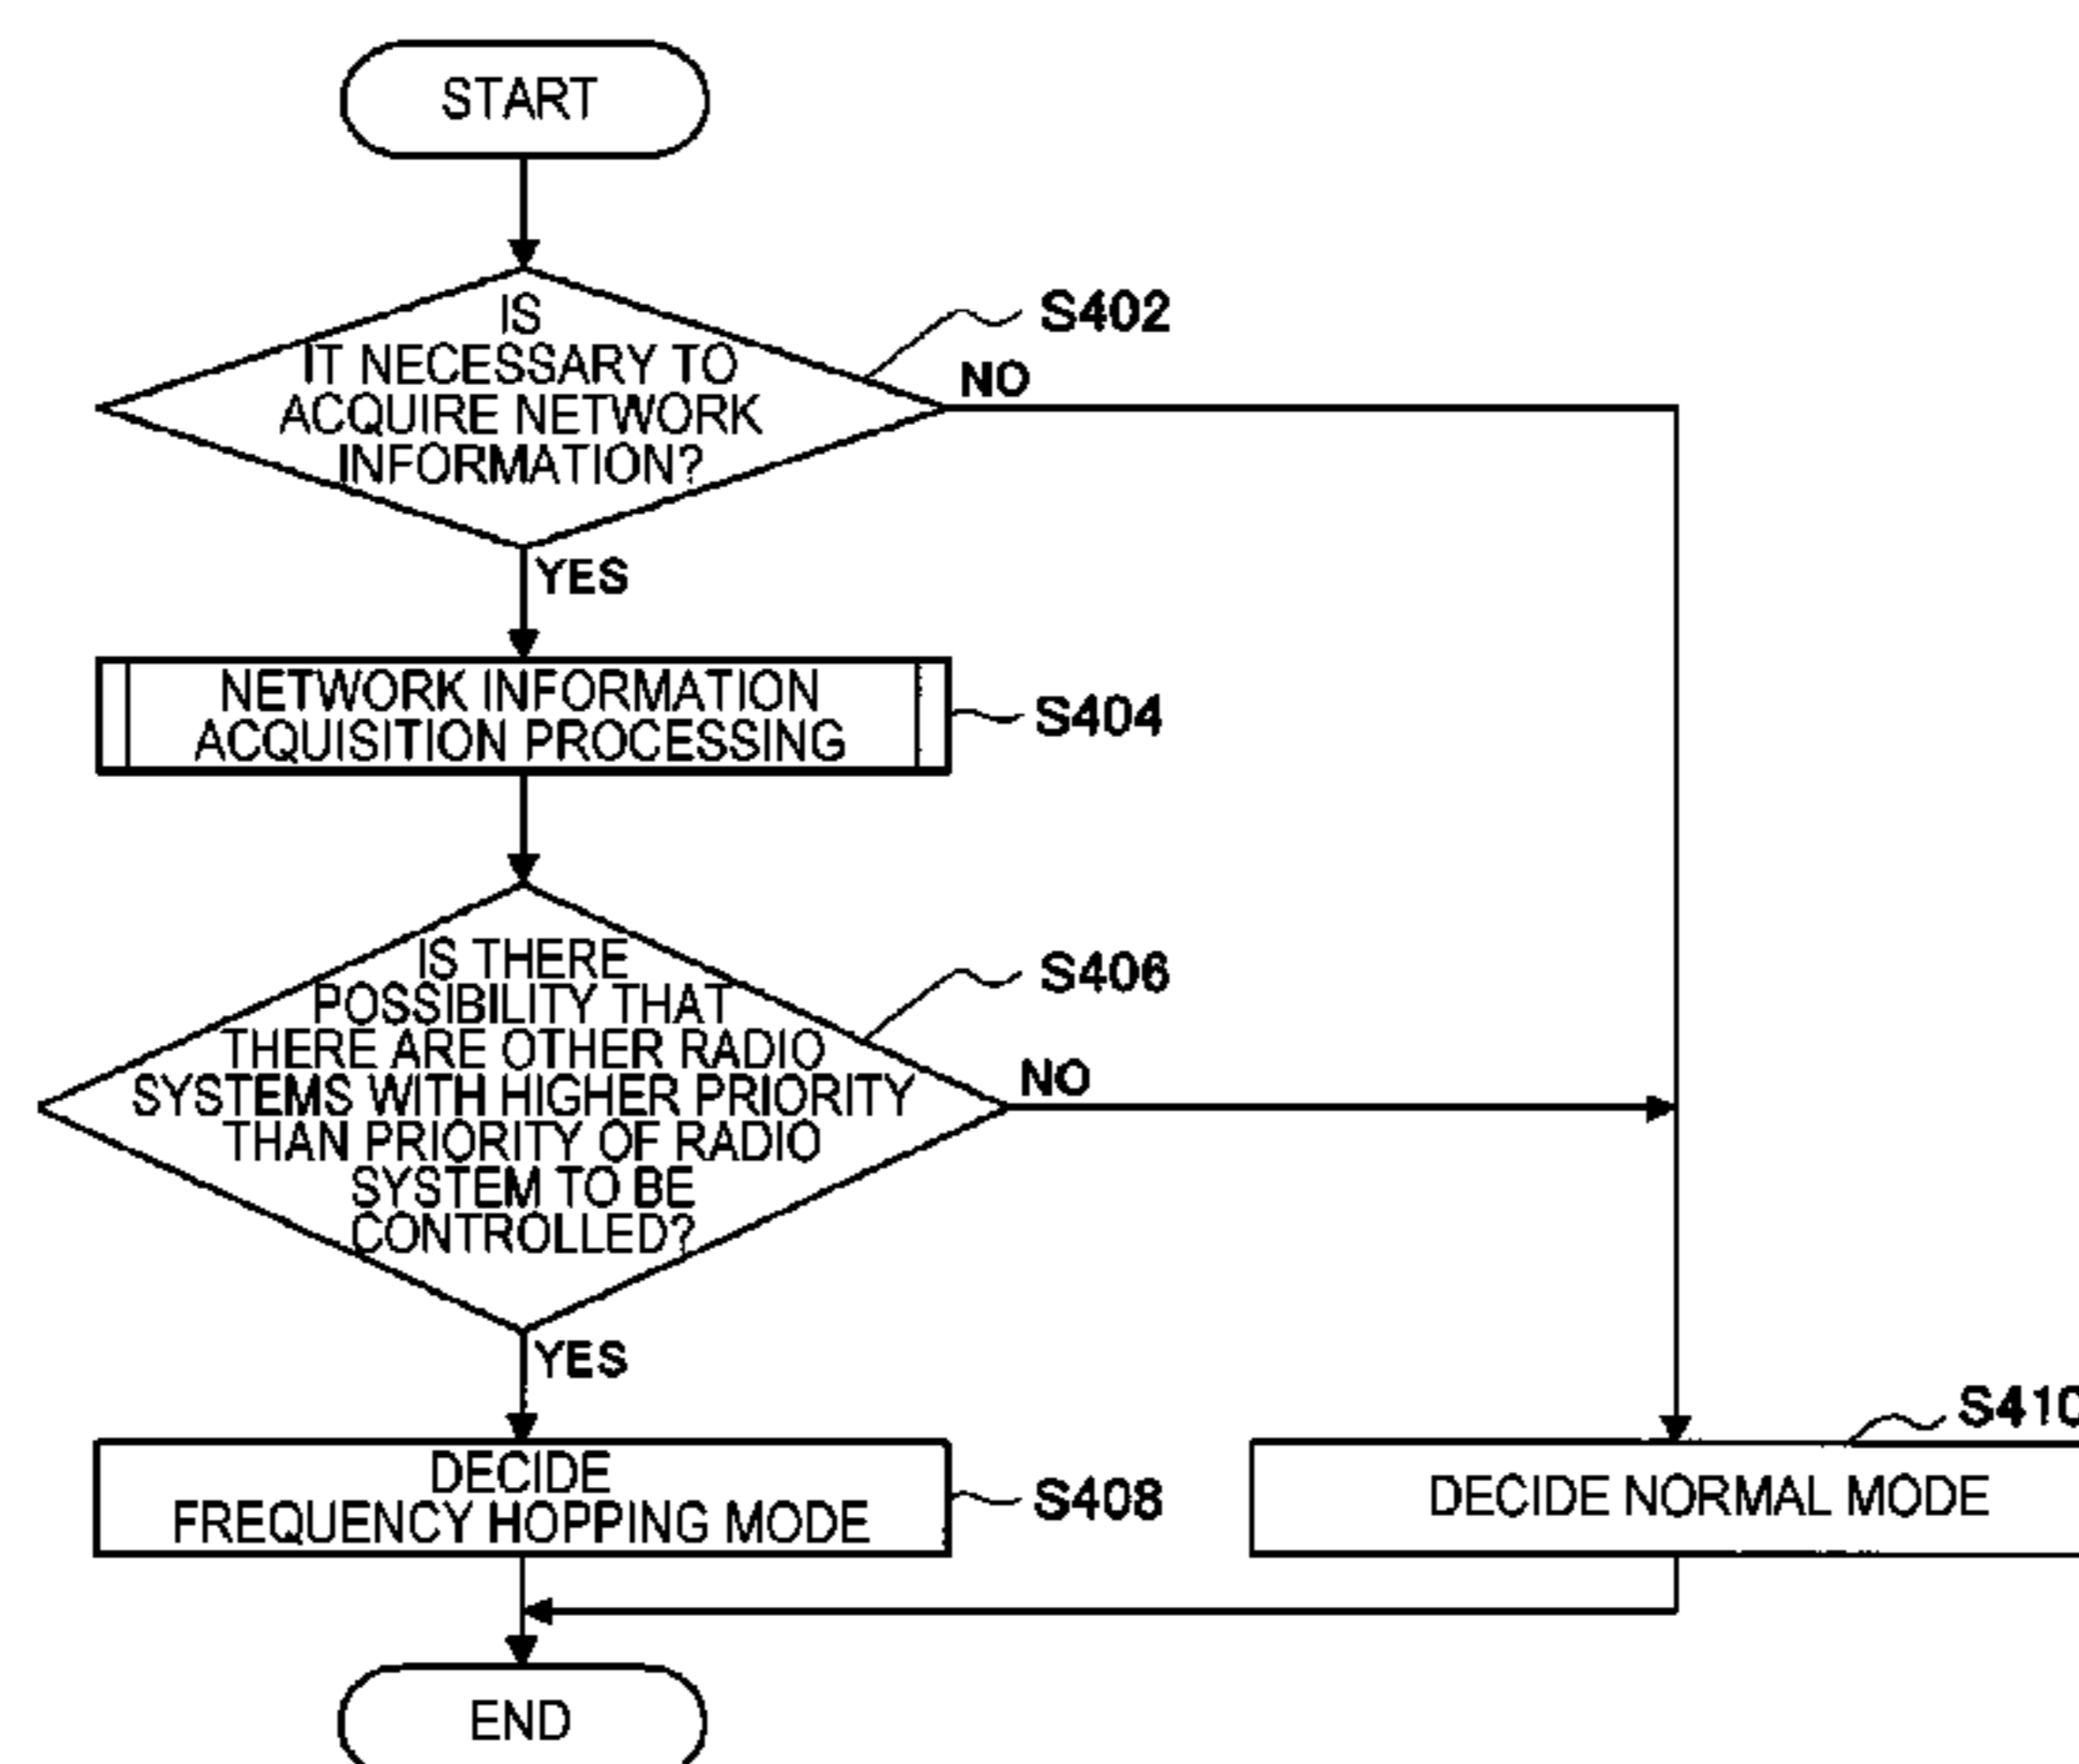 START
IS
IT NECESSARY TO
ACQUIRE NETWORK
INFORMATION?
S402
NO
YES
NETWORK INFORMATION
ACQUISITION PROCESSING
S404
IS THERE
POSSIBILITY THAT
THERE ARE OTHER RADIO
SYSTEMS WITH HIGHER PRIORITY
THAN PRIORITY OF RADIO
SYSTEM TO BE
CONTROLLED?
S406
NO
YES
DECIDE
FREQUENCY HOPPING MODE
S408
S410
DECIDE NORMAL MODE
END